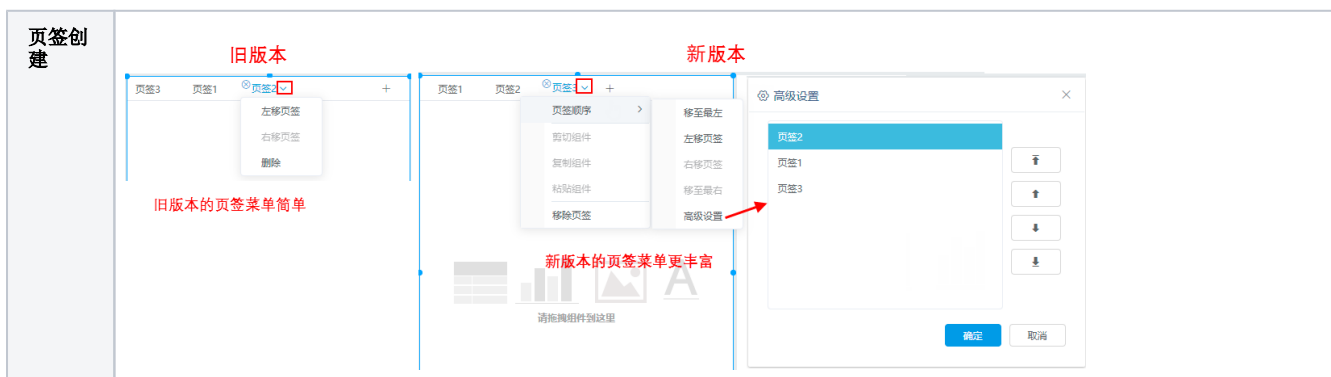 页签创
建
旧版本
新版本
页签3 页签1 页签2 +
左移页签
右移页签
删除
旧版本的页签菜单简单
页签1 页签2 页签3 +
页签顺序 >
剪切组件
复制组件
粘贴组件
移除页签
移至最左
左移页签
右移页签
移至最右
高级设置
新版本的页签菜单更丰富
请拖拽组件到这里
高级设置
页签2
页签1
页签3
确定 取消